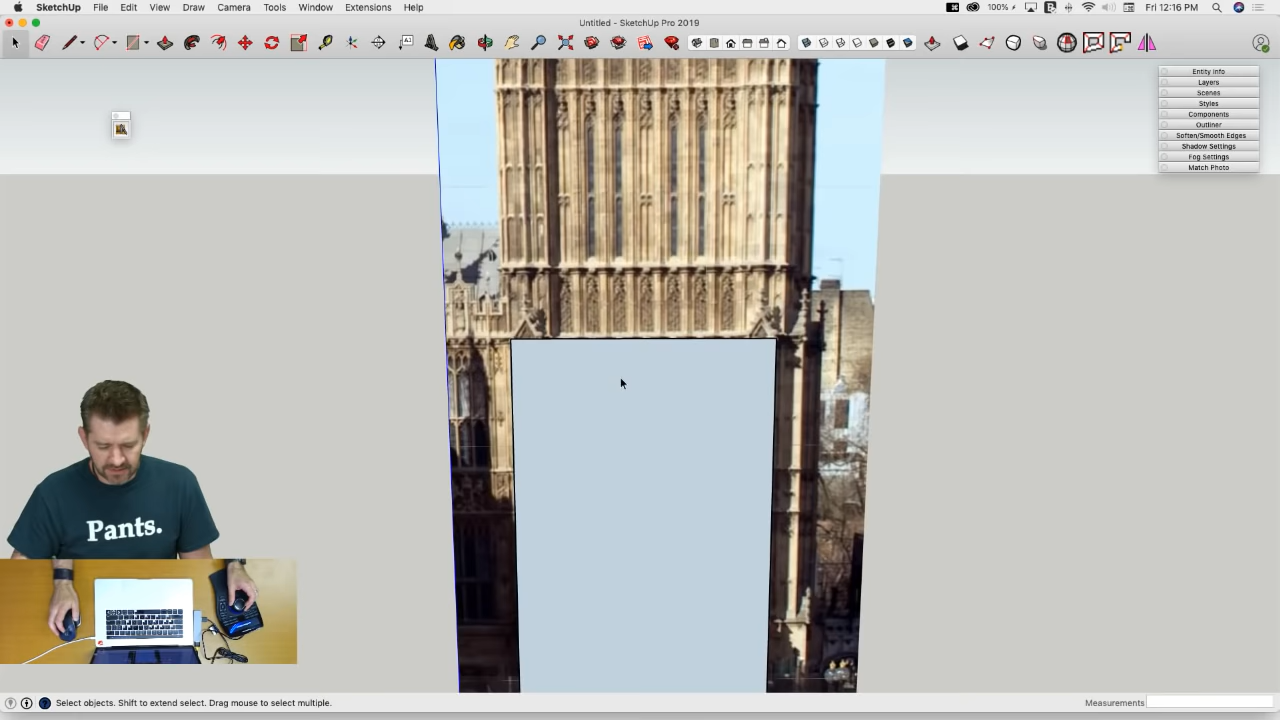 SketchUp File Edit View Draw Camera Tools Window Extensions Help 100% Fri 12:16 PM
Untitled - SketchUp Pro 2019
Entity Info
Layers
Scenes
Styles
Components
Outliner
Soften/Smooth Edges
Shadow Settings
Fog Settings
Match Photo
Pants.
Select objects. Shift to extend select. Drag mouse to select multiple. Measurements